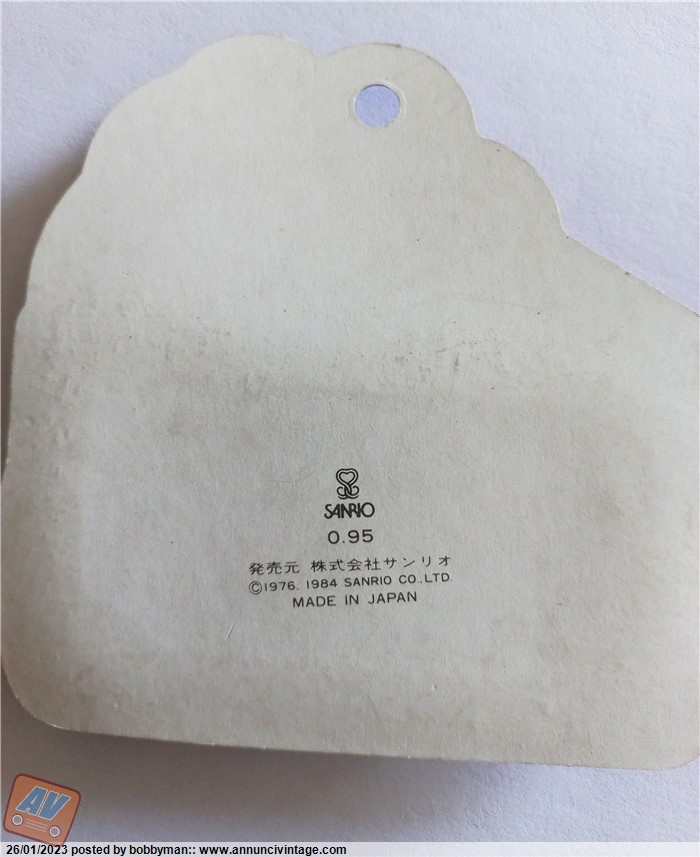 SANRIO
0.95
発売元 株式会社サンリオ
©1976, 1984 SANRIO CO.,LTD.
MADE IN JAPAN
AV
26/01/2023 posted by bobbyman:: www.annuncivintage.com